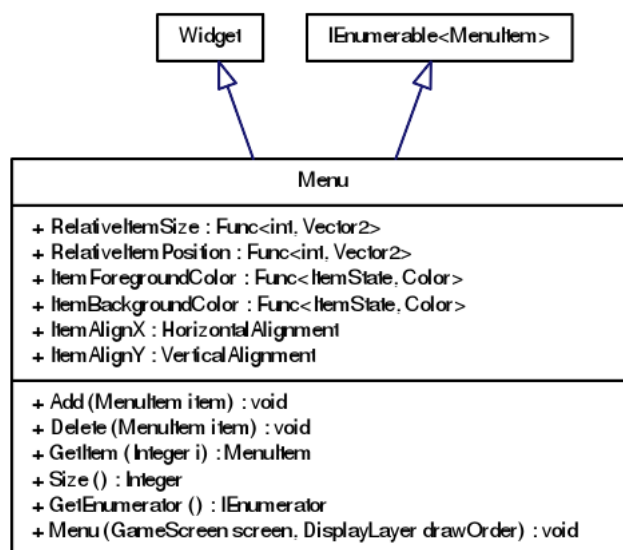 Widget
IEnumerable<MenuItem>
Menu
+ RelativeItemSize : Func<int, Vector2>
+ RelativeItemPosition : Func<int, Vector2>
+ ItemForegroundColor : Func<ItemState, Color>
+ ItemBackgroundColor : Func<ItemState, Color>
+ ItemAlignX : HorizontalAlignment
+ ItemAlignY : VerticalAlignment
+ Add (MenuItem item) : void
+ Delete (MenuItem item) : void
+ GetItem (Integer i) : MenuItem
+ Size () : Integer
+ GetEnumerator () : IEnumerator
+ Menu (GameScreen screen, DisplayLayer drawOrder) : void